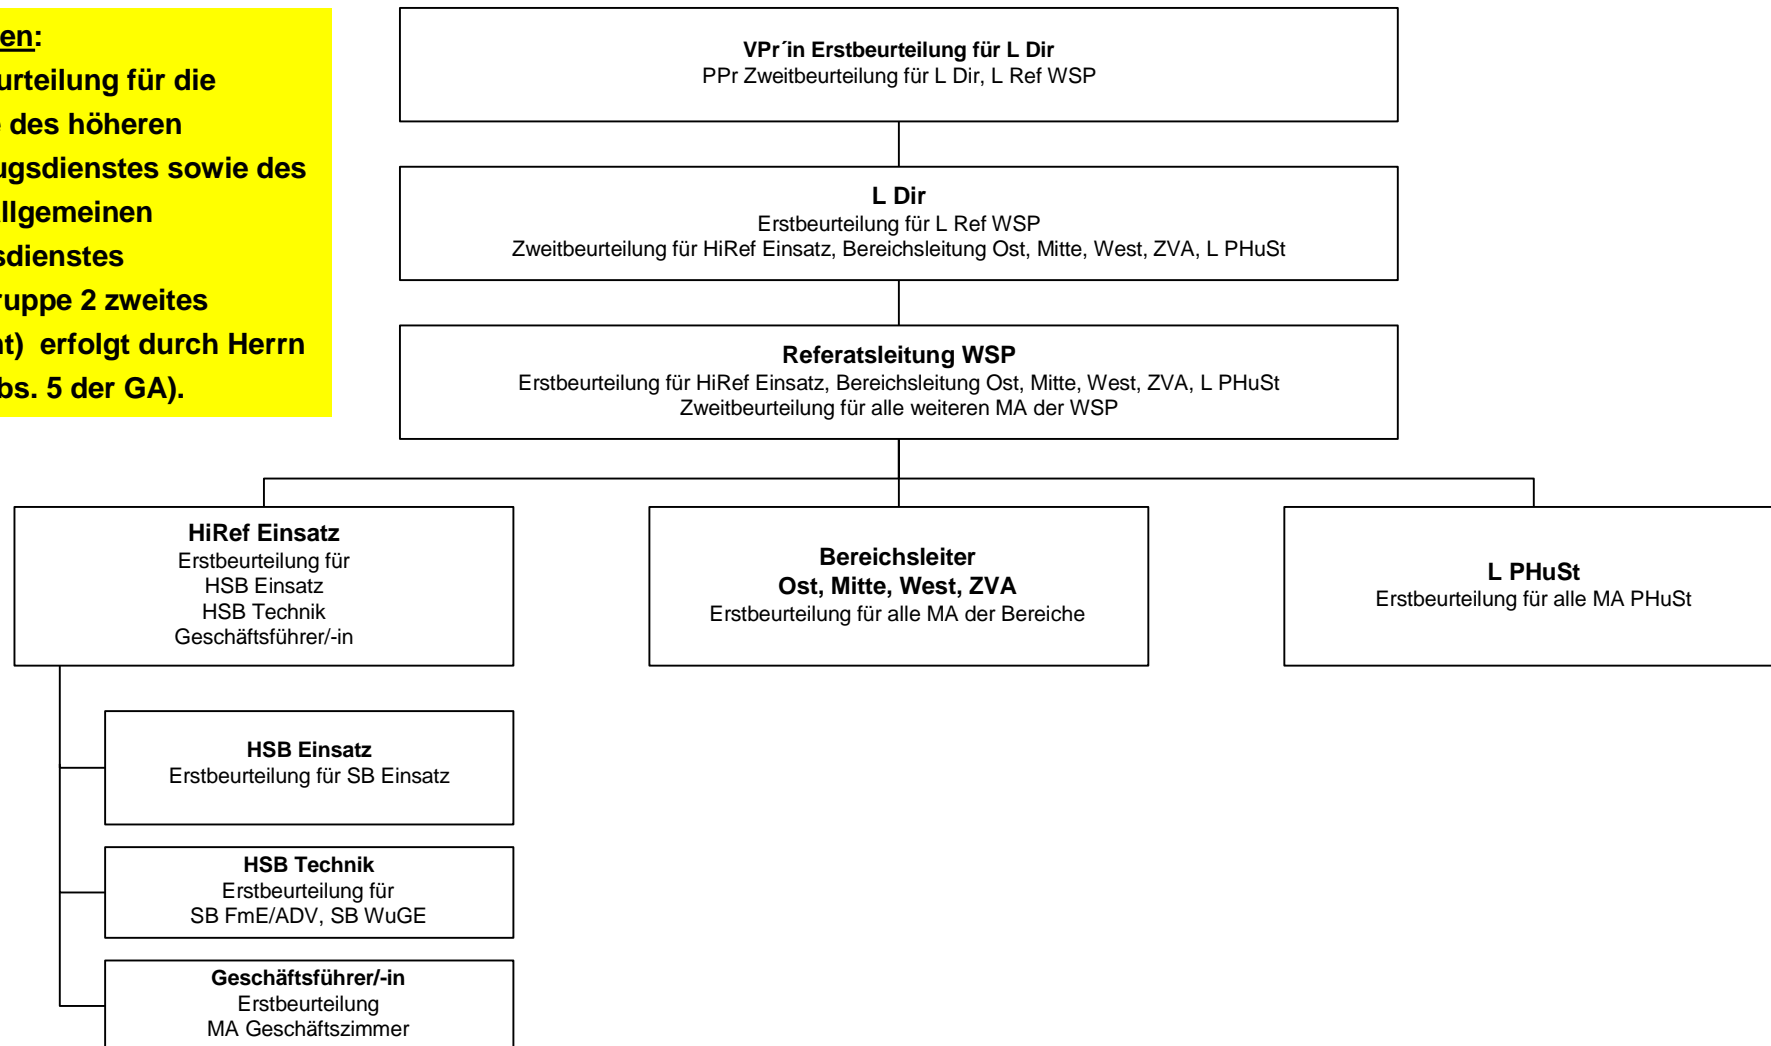 en:
urteilung für die
des höheren
ugsdienstes sowie des
llgemeinen
sdienstes
ruppe 2 zweites
nt) erfolgt durch Herrn
bs. 5 der GA).
VPr´in Erstbeurteilung für L Dir
PPr Zweitbeurteilung für L Dir, L Ref WSP
L Dir
Erstbeurteilung für L Ref WSP
Zweitbeurteilung für HiRef Einsatz, Bereichsleitung Ost, Mitte, West, ZVA, L PHuSt
Referatsleitung WSP
Erstbeurteilung für HiRef Einsatz, Bereichsleitung Ost, Mitte, West, ZVA, L PHuSt
Zweitbeurteilung für alle weiteren MA der WSP
HiRef Einsatz
Erstbeurteilung für
HSB Einsatz
HSB Technik
Geschäftsführer/-in
Bereichsleiter
Ost, Mitte, West, ZVA
Erstbeurteilung für alle MA der Bereiche
L PHuSt
Erstbeurteilung für alle MA PHuSt
HSB Einsatz
Erstbeurteilung für SB Einsatz
HSB Technik
Erstbeurteilung für
SB FmE/ADV, SB WuGE
Geschäftsführer/-in
Erstbeurteilung
MA Geschäftszimmer